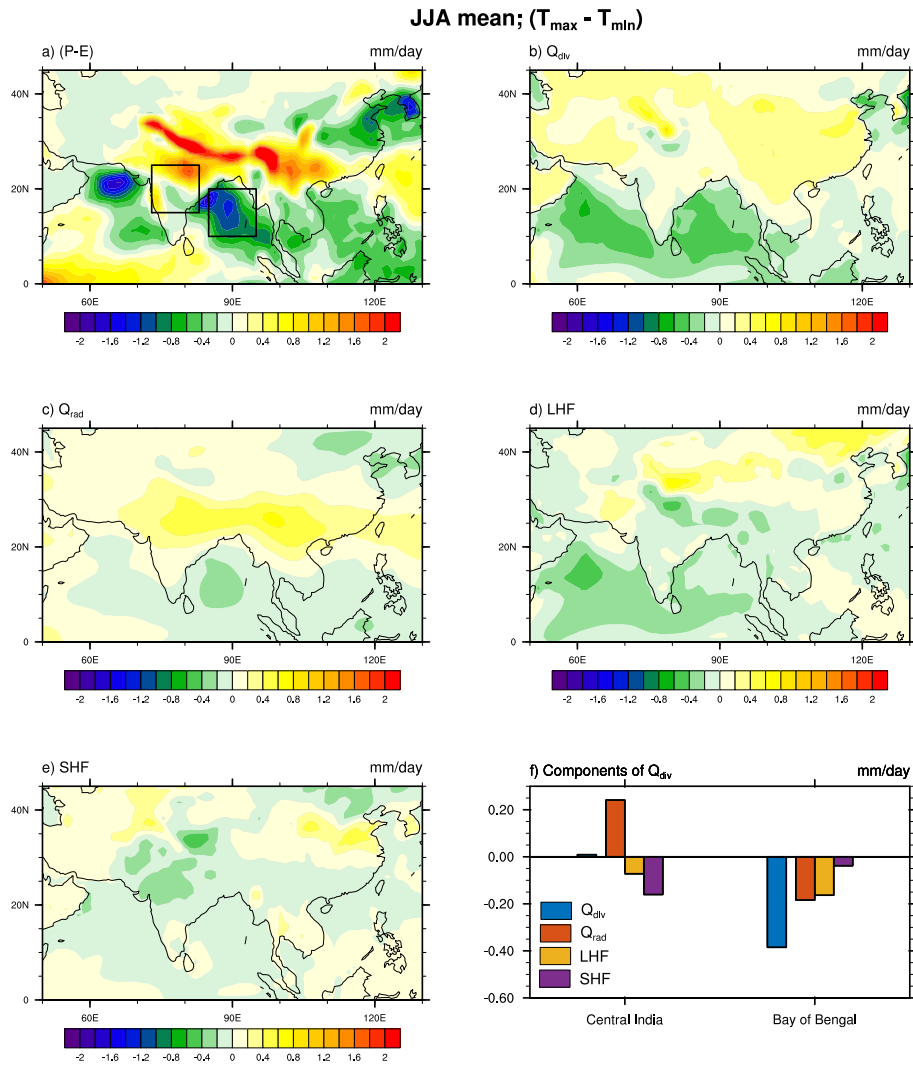 JJA mean; (Tmax - Tmin)
a) (P-E) mm/day
40N
20N
0
60E 90E 120E
-2 -1.6 -1.2 -0.8 -0.4 0 0.4 0.8 1.2 1.6 2
b) Qdiv mm/day
40N
20N
0
60E 90E 120E
-2 -1.6 -1.2 -0.8 -0.4 0 0.4 0.8 1.2 1.6 2
c) Qrad mm/day
40N
20N
0
60E 90E 120E
-2 -1.6 -1.2 -0.8 -0.4 0 0.4 0.8 1.2 1.6 2
d) LHF mm/day
40N
20N
0
60E 90E 120E
-2 -1.6 -1.2 -0.8 -0.4 0 0.4 0.8 1.2 1.6 2
e) SHF mm/day
40N
20N
0
60E 90E 120E
-2 -1.6 -1.2 -0.8 -0.4 0 0.4 0.8 1.2 1.6 2
f) Components of Qdiv mm/day
0.20
0.00
-0.20
-0.40
-0.60
Qdiv
Qrad
LHF
SHF
Central India Bay of Bengal